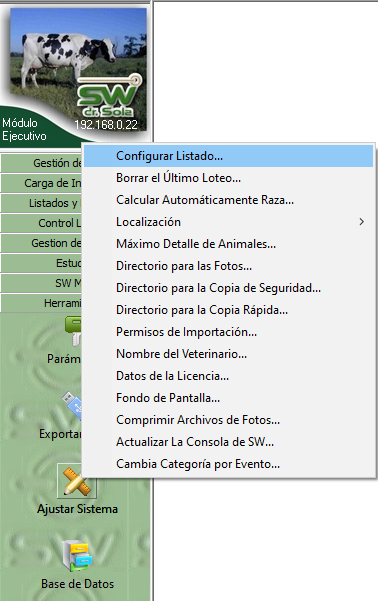 SW
cr. Sola
Módulo
Ejecutivo
192.168.0.22
Gestión de
Carga de In
Listados y
Control L
Gestion de
Estu
SW M
Herrami
Parám
Exportar
Ajustar Sistema
Base de Datos
Configurar Listado...
Borrar el Último Loteo...
Calcular Automáticamente Raza...
Localización
Máximo Detalle de Animales...
Directorio para las Fotos...
Directorio para la Copia de Seguridad...
Directorio para la Copia Rápida...
Permisos de Importación...
Nombre del Veterinario...
Datos de la Licencia...
Fondo de Pantalla...
Comprimir Archivos de Fotos...
Actualizar La Consola de SW...
Cambia Categoría por Evento...